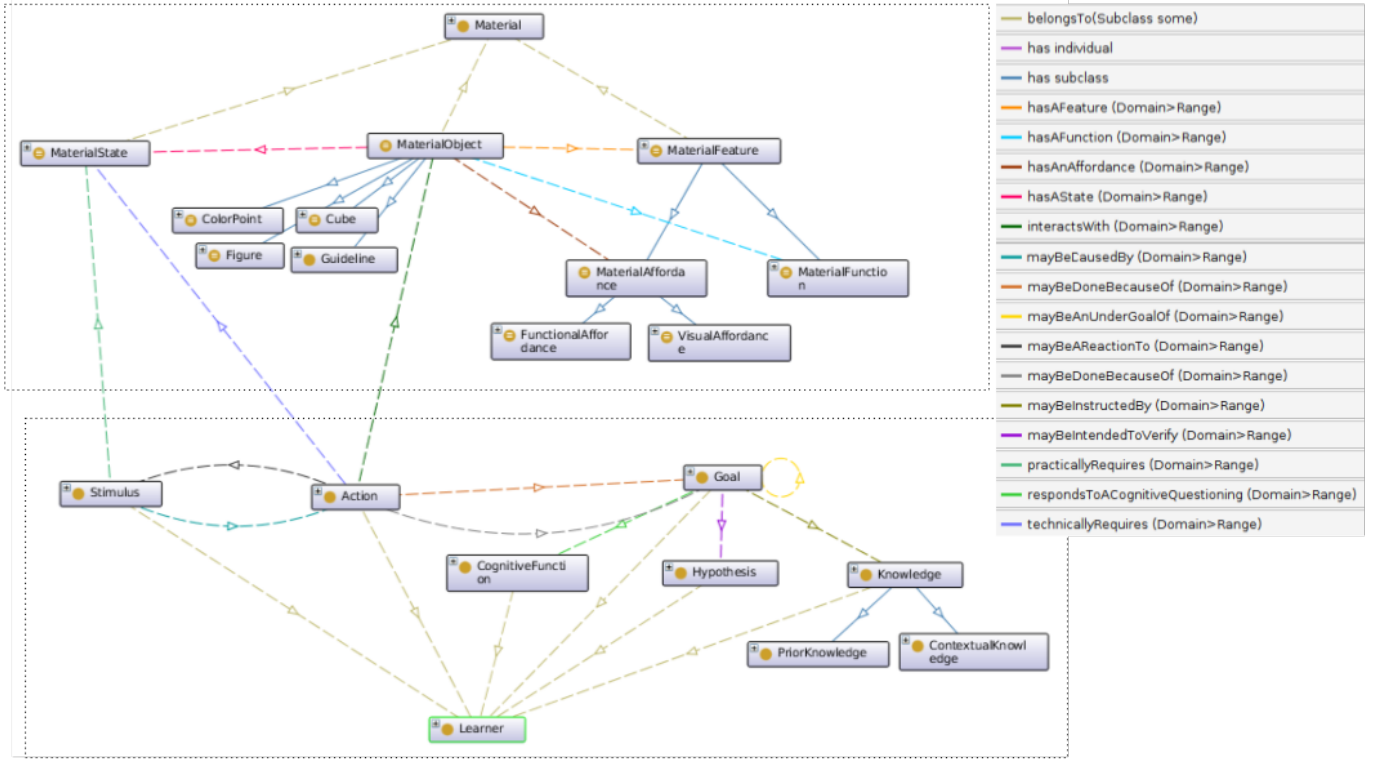 Material
MaterialState
MaterialObject
MaterialFeature
ColorPoint
Cube
Figure
Guideline
MaterialAfforda
nce
MaterialFunctio
n
FunctionalAffor
dance
VisualAffordanc
e
Stimulus
Action
Goal
CognitiveFuncti
on
Hypothesis
Knowledge
PriorKnowledge
ContextualKnowl
edge
Learner
belongsTo(Subclass some)
has individual
has subclass
hasAFeature (Domain>Range)
hasAFunction (Domain>Range)
hasAnAffordance (Domain>Range)
hasAState (Domain>Range)
interactsWith (Domain>Range)
mayBeCausedBy (Domain>Range)
mayBeDoneBecauseOf (Domain>Range)
mayBeAnUnderGoalOf (Domain>Range)
mayBeAReactionTo (Domain>Range)
mayBeDoneBecauseOf (Domain>Range)
mayBeInstructedBy (Domain>Range)
mayBeIntendedToVerify (Domain>Range)
practicallyRequires (Domain>Range)
respondsToACognitiveQuestioning (Domain>Range)
technicallyRequires (Domain>Range)